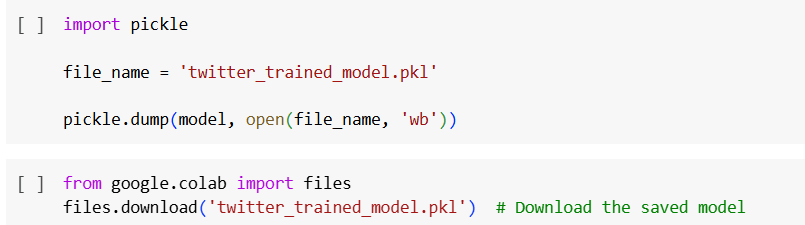 [ ] import pickle
file_name = 'twitter_trained_model.pkl'
pickle.dump(model, open(file_name, 'wb'))
[ ] from google.colab import files
files.download('twitter_trained_model.pkl')  # Download the saved model